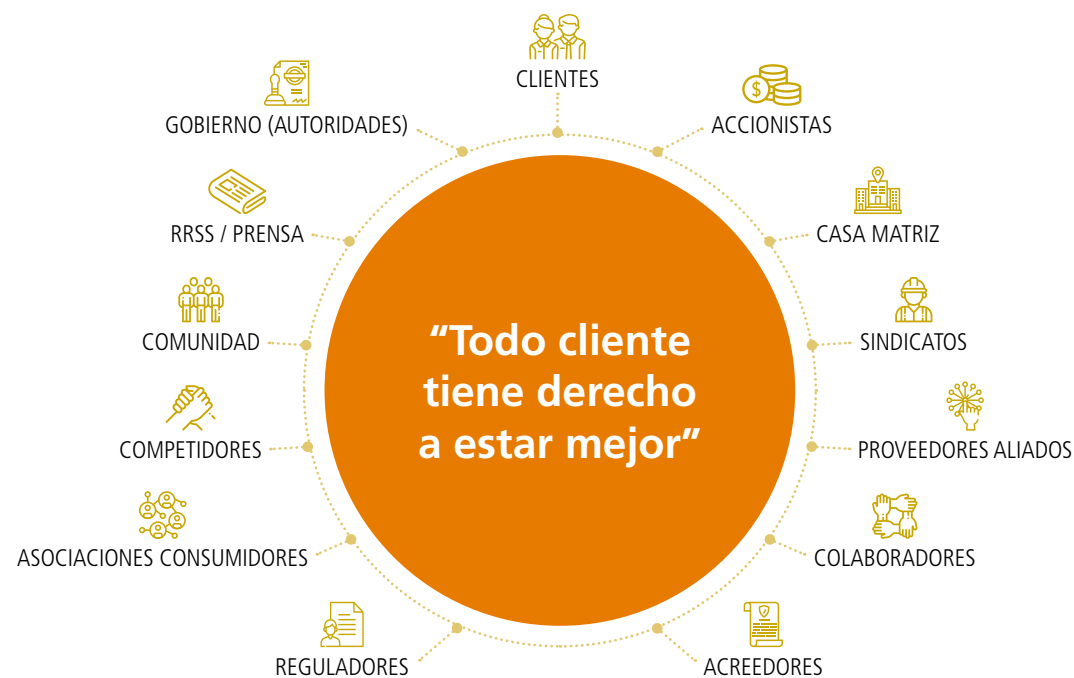 CLIENTES
ACCIONISTAS
CASA MATRIZ
SINDICATOS
PROVEEDORES ALIADOS
COLABORADORES
ACREEDORES
REGULADORES
ASOCIACIONES CONSUMIDORES
COMPETIDORES
COMUNIDAD
RRSS / PRENSA
GOBIERNO (AUTORIDADES)
“Todo cliente
tiene derecho
a estar mejor”
$